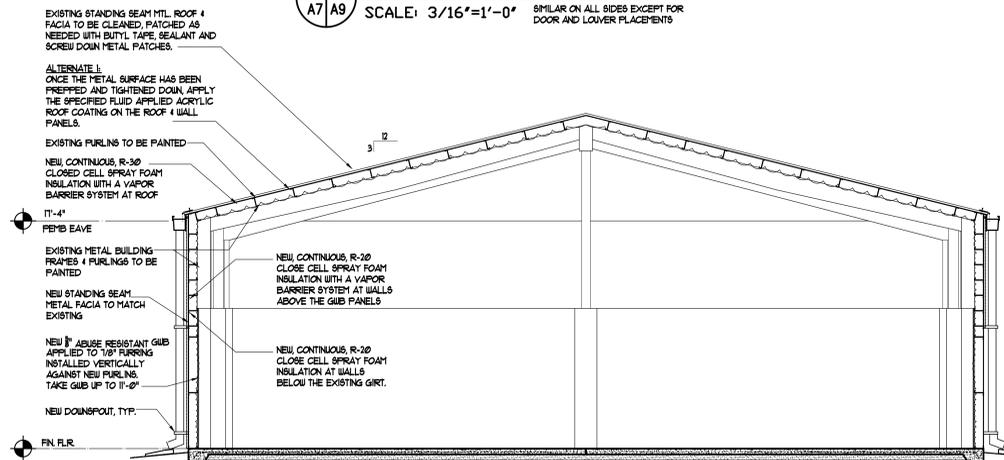 A7 A9
SCALE: 3/16"=1'-0"
SIMILAR ON ALL SIDES EXCEPT FOR
DOOR AND LOUVER PLACEMENTS
EXISTING STANDING SEAM MTL. ROOF &
FACIA TO BE CLEANED, PATCHED AS
NEEDED WITH BUTYL TAPE, SEALANT AND
SCREW DOWN METAL PATCHES.
ALTERNATE 1:
ONCE THE METAL SURFACE HAS BEEN
PREPPED AND TIGHTENED DOWN, APPLY
THE SPECIFIED FLUID APPLIED ACRYLIC
ROOF COATING ON THE ROOF & WALL
PANELS.
12
3
EXISTING PURLINS TO BE PAINTED
NEW, CONTINUOUS, R-30
CLOSED CELL SPRAY FOAM
INSULATION WITH A VAPOR
BARRIER SYSTEM AT ROOF
17'-4"
PEMB EAVE
EXISTING METAL BUILDING
FRAMES & PURLINGS TO BE
PAINTED
NEW, CONTINUOUS, R-20
CLOSE CELL SPRAY FOAM
INSULATION WITH A VAPOR
BARRIER SYSTEM AT WALLS
ABOVE THE GWB PANELS
NEW STANDING SEAM
METAL FACIA TO MATCH
EXISTING
NEW ABUSE RESISTANT GWB
APPLIED TO 7/8" FURRING
INSTALLED VERTICALLY
AGAINST NEW PURLINS.
TAKE GWB UP TO 11'-0"
NEW, CONTINUOUS, R-20
CLOSE CELL SPRAY FOAM
INSULATION AT WALLS
BELOW THE EXISTING GIRT.
NEW DOWNSPOUT, TYP.
FIN. FLR.